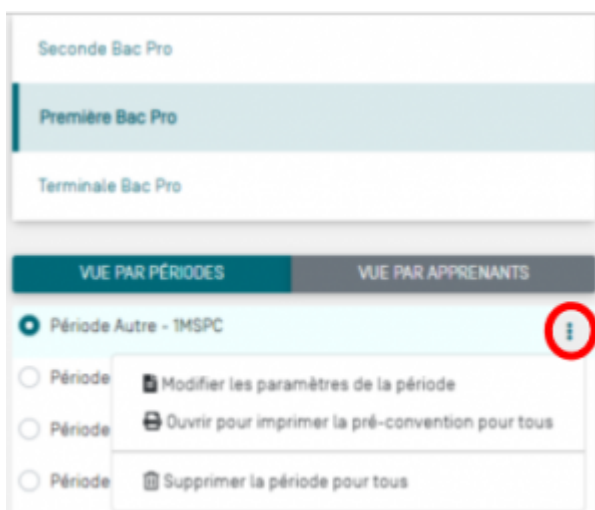 Seconde Bac Pro
Première Bac Pro
Terminale Bac Pro
VUE PAR PÉRIODES VUE PAR APPRENANTS
Période Autre - 1MSPC
Période
Modifier les paramètres de la période
Ouvrir pour imprimer la pré-convention pour tous
Période
Période
Supprimer la période pour tous